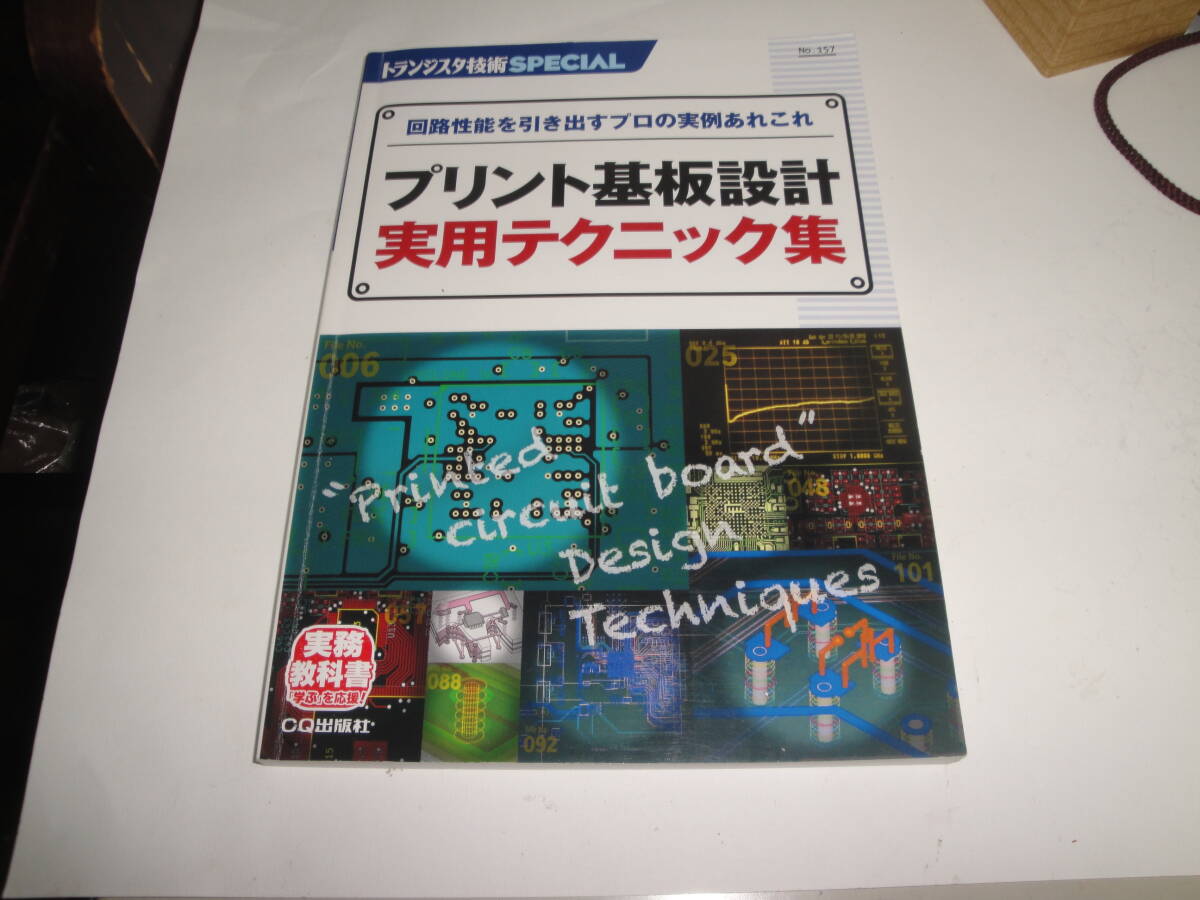 トランジスタ技術SPECIAL
No.157
回路性能を引き出すプロの実例あれこれ
プリント基板設計
実用テクニック集
File No.
006
025
048
"Printed
circuit board"
Design
Techniques
File No.
101
057
088
092
実務
教科書
「学ぶ」を応援!
CQ出版社